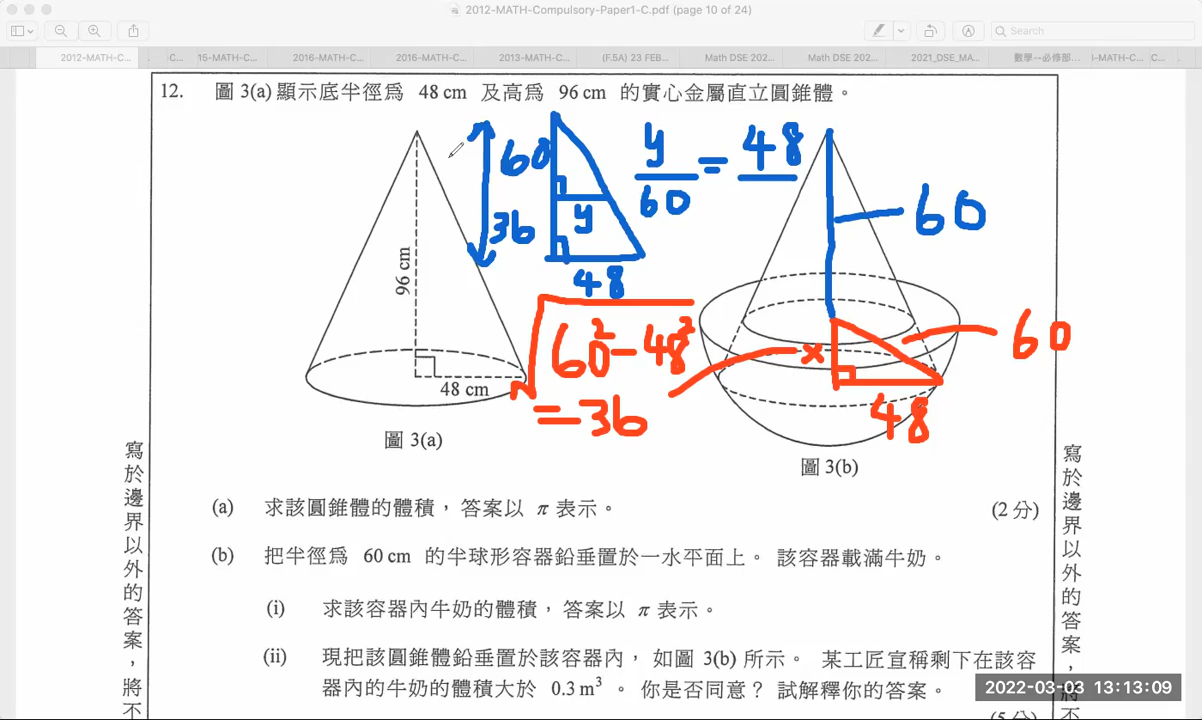 2012-MATH-Compulsory-Paper1-C.pdf (page 10 of 24)
Search
2012-MATH-C... C... 15-MATH-C... 2016-MATH-C... 2016-MATH-C... 2013-MATH-C... (F.5A) 23 FEB... Math DSE 202... Math DSE 202... 2021_DSE_MA... 數學--必修部... I-MATH-C... C...
12. 圖 3(a) 顯示底半徑為 48 cm 及高為 96 cm 的實心金屬直立圓錐體。
60
36
y
48
y/60 = 48
60
96 cm
48 cm
√60²−48²
=36
x
60
48
圖 3(a)
圖 3(b)
(a) 求該圓錐體的體積，答案以 π 表示。 (2 分)
(b) 把半徑為 60 cm 的半球形容器鉛垂置於一水平面上。該容器載滿牛奶。
(i) 求該容器內牛奶的體積，答案以 π 表示。
(ii) 現把該圓錐體鉛垂置於該容器內，如圖 3(b) 所示。某工匠宣稱剩下在該容
器內的牛奶的體積大於 0.3 m³。你是否同意？試解釋你的答案。
(5 分)
寫於邊界以外的答案，將不
寫於邊界以外的答案，將不
2022-03-03 13:13:09